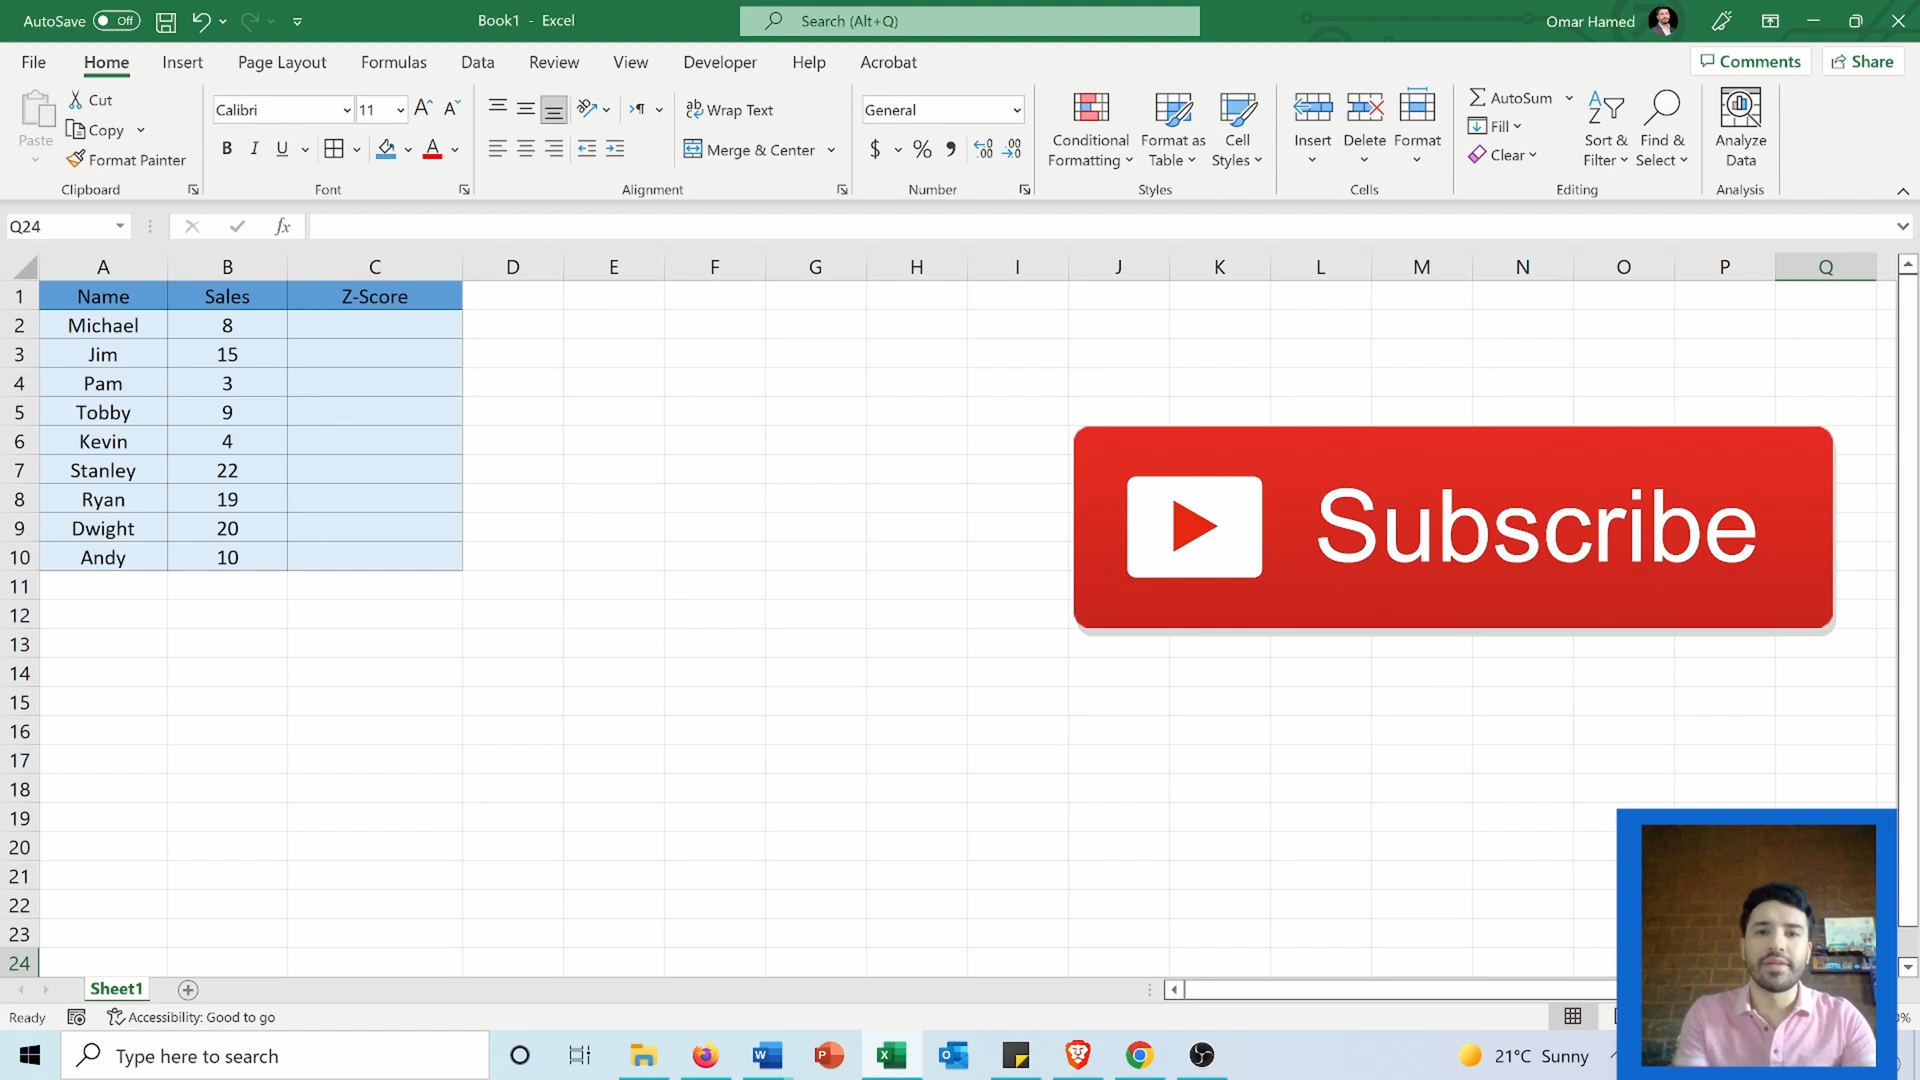 AutoSave Off Book1 - Excel Search (Alt+Q) Omar Hamed
File Home Insert Page Layout Formulas Data Review View Developer Help Acrobat Comments Share
Paste Cut Copy Format Painter Clipboard
Calibri 11 B I U A Font
ab Wrap Text Merge & Center Alignment
General $ % Number
Conditional Formatting Format as Table Cell Styles Styles
Insert Delete Format Cells
AutoSum Fill Clear Sort & Filter Find & Select Editing
Analyze Data Analysis
Q24 fx
A B C D E F G H I J K L M N O P Q
1 Name Sales Z-Score
2 Michael 8
3 Jim 15
4 Pam 3
5 Tobby 9
6 Kevin 4
7 Stanley 22
8 Ryan 19
9 Dwight 20
10 Andy 10
11
12
13
14
15
16
17
18
19
20
21
22
23
24
Subscribe
Sheet1
Ready Accessibility: Good to go
Type here to search 21°C Sunny